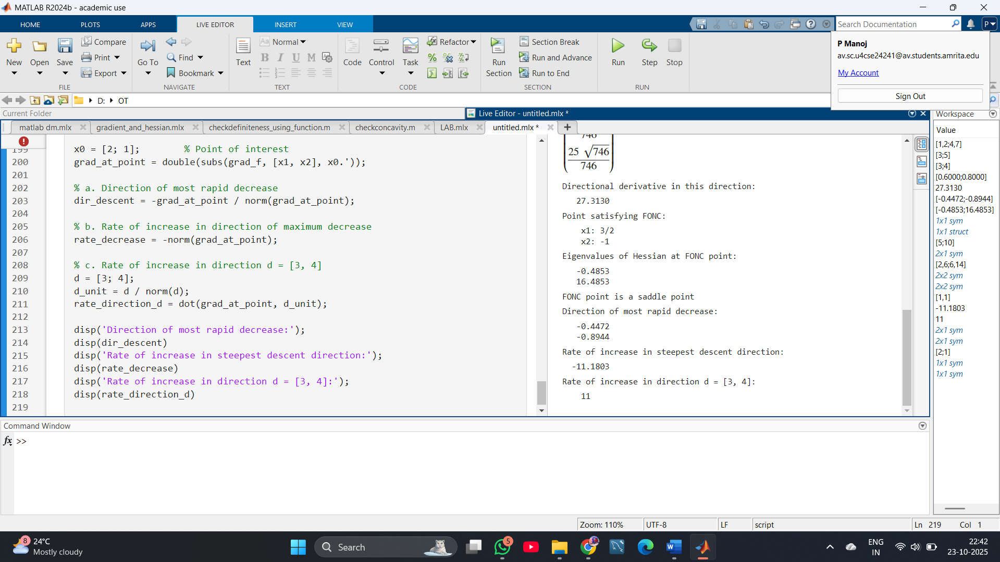 MATLAB R2024b - academic use
HOME PLOTS APPS LIVE EDITOR INSERT VIEW
Search Documentation
P
P Manoj
av.sc.u4cse24241@av.students.amrita.edu
My Account
Sign Out
New
Open
Save
Compare
Print
Export
FILE
Go To
Find
Bookmark
NAVIGATE
Text
Aa Normal
B I U M
TEXT
Code
Control
Task
Refactor
CODE
Run Section
Section Break
Run and Advance
Run to End
SECTION
Run
Step
Stop
RUN
D: OT
Current Folder
Live Editor - untitled.mlx *
matlab dm.mlx
gradient_and_hessian.mlx
checkdefiniteness_using_function.m
checkconcavity.m
LAB.mlx
untitled.mlx *
199 x0 = [2; 1]; % Point of interest
200 grad_at_point = double(subs(grad_f, [x1, x2], x0.'));
201
202 % a. Direction of most rapid decrease
203 dir_descent = -grad_at_point / norm(grad_at_point);
204
205 % b. Rate of increase in direction of maximum decrease
206 rate_decrease = -norm(grad_at_point);
207
208 % c. Rate of increase in direction d = [3, 4]
209 d = [3; 4];
210 d_unit = d / norm(d);
211 rate_direction_d = dot(grad_at_point, d_unit);
212
213 disp('Direction of most rapid decrease:');
214 disp(dir_descent)
215 disp('Rate of increase in steepest descent direction:');
216 disp(rate_decrease)
217 disp('Rate of increase in direction d = [3, 4]:');
218 disp(rate_direction_d)
219
746
25 √746
746
Directional derivative in this direction:
27.3130
Point satisfying FONC:
x1: 3/2
x2: -1
Eigenvalues of Hessian at FONC point:
-0.4853
16.4853
FONC point is a saddle point
Direction of most rapid decrease:
-0.4472
-0.8944
Rate of increase in steepest descent direction:
-11.1803
Rate of increase in direction d = [3, 4]:
11
Workspace
Value
[1,2;4,7]
[3;5]
[3;4]
[0.6000;0.8000]
27.3130
[-0.4472;-0.8944]
[-0.4853;16.4853]
1x1 sym
1x1 struct
[5;10]
2x1 sym
[2,6;6,14]
2x2 sym
2x2 sym
[1,1]
-11.1803
11
2x1 sym
2x1 sym
[2;1]
1x1 sym
1x1 sym
Command Window
fx >>
Zoom: 110% UTF-8 LF script Ln 219 Col 1
8
24°C
Mostly cloudy
Search
5
ENG
IN
22:42
23-10-2025